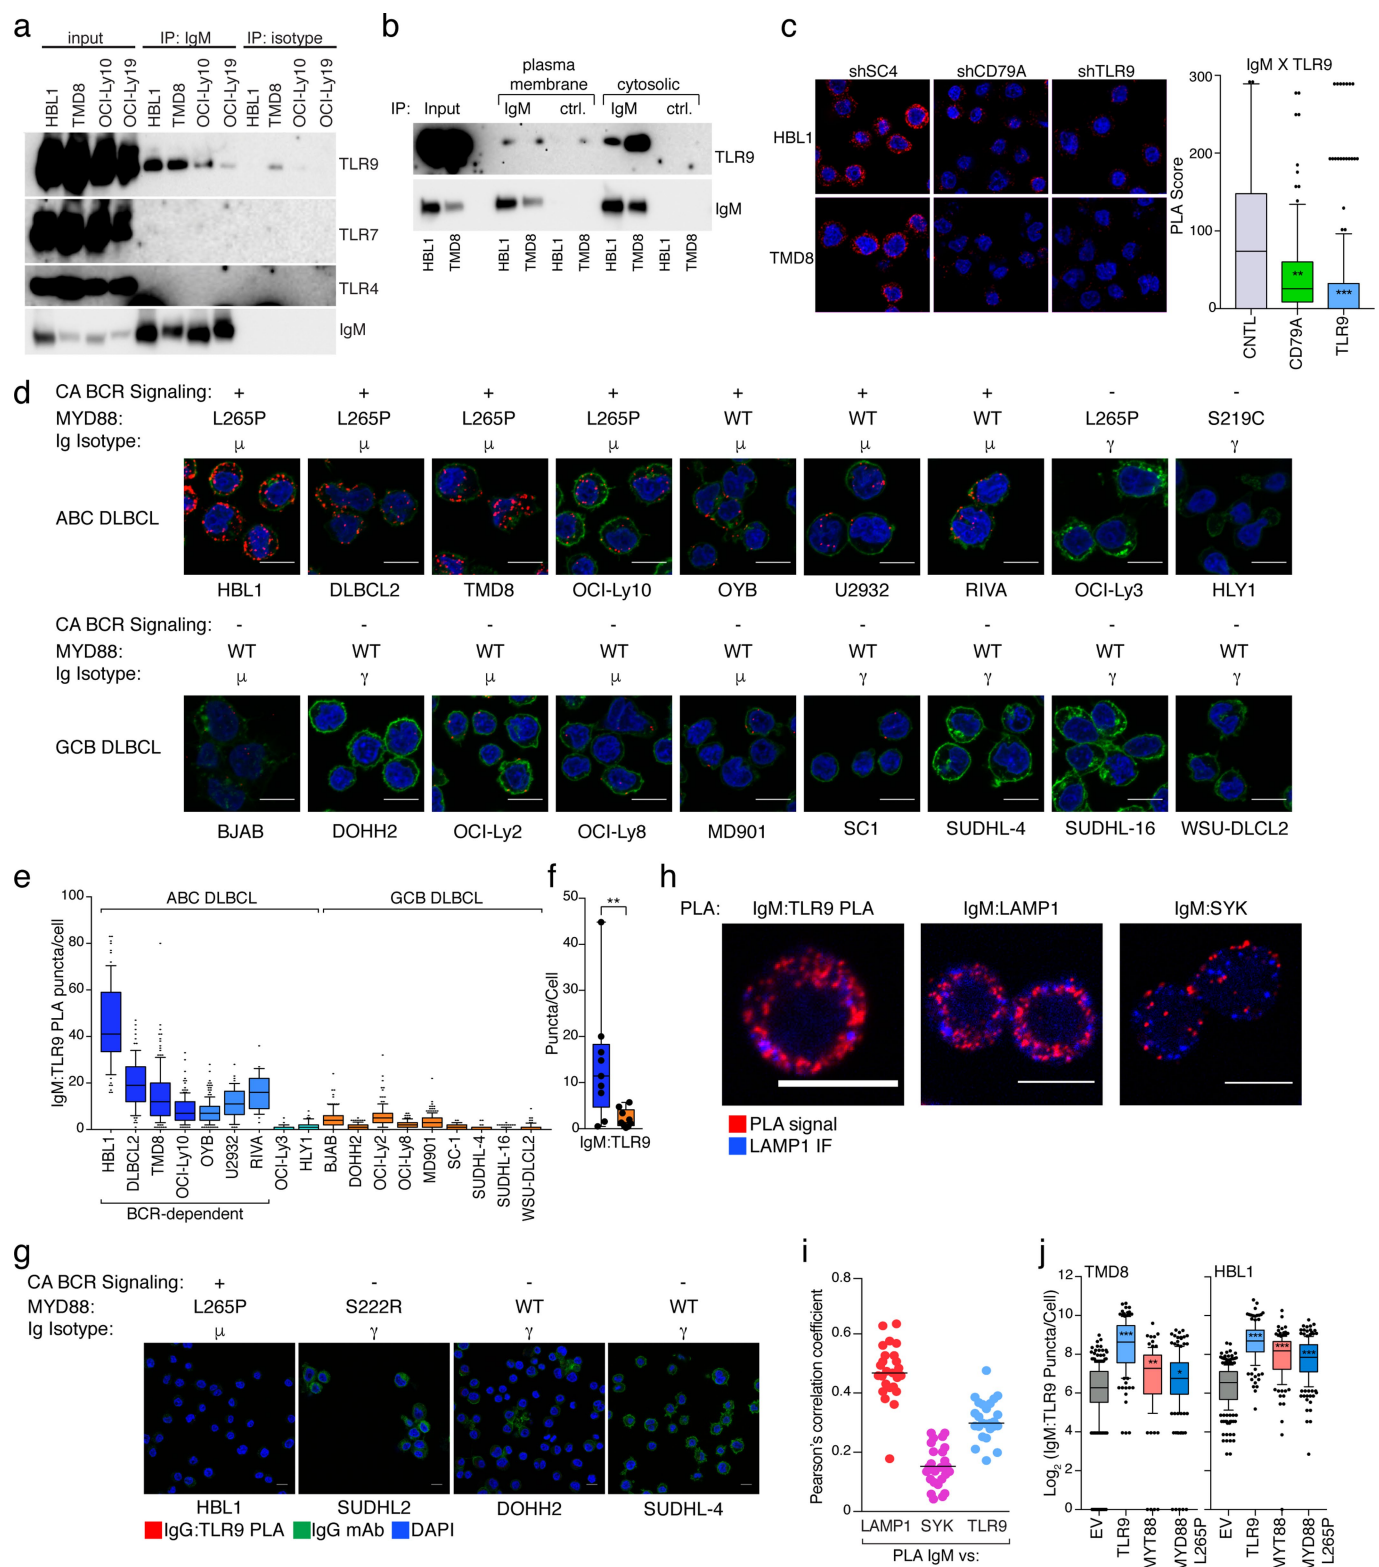 a
input IP: IgM IP: isotype
HBL1 TMD8 OCI-Ly10 OCI-Ly19 HBL1 TMD8 OCI-Ly10 OCI-Ly19 HBL1 TMD8 OCI-Ly10 OCI-Ly19
TLR9
TLR7
TLR4
IgM
b
plasma membrane cytosolic
IP: Input IgM ctrl. IgM ctrl.
TLR9
IgM
HBL1 TMD8 HBL1 TMD8 HBL1 TMD8 HBL1 TMD8 HBL1 TMD8
c
shSC4 shCD79A shTLR9
HBL1
TMD8
IgM X TLR9
PLA Score
300
200
100
0
** ***
CNTL CD79A TLR9
d
CA BCR Signaling: + + + + + + + - -
MYD88: L265P L265P L265P L265P WT WT WT L265P S219C
Ig Isotype: μ μ μ μ μ μ μ γ γ
ABC DLBCL
HBL1 DLBCL2 TMD8 OCI-Ly10 OYB U2932 RIVA OCI-Ly3 HLY1
CA BCR Signaling: - - - - - - - - -
MYD88: WT WT WT WT WT WT WT WT WT
Ig Isotype: μ γ μ μ μ γ γ γ γ
GCB DLBCL
BJAB DOHH2 OCI-Ly2 OCI-Ly8 MD901 SC1 SUDHL-4 SUDHL-16 WSU-DLCL2
e
ABC DLBCL GCB DLBCL
IgM:TLR9 PLA puncta/cell
100
80
60
40
20
0
HBL1 DLBCL2 TMD8 OCI-Ly10 OYB U2932 RIVA OCI-Ly3 HLY1 BJAB DOHH2 OCI-Ly2 OCI-Ly8 MD901 SC-1 SUDHL-4 SUDHL-16 WSU-DLCL2
BCR-dependent
f
Puncta/Cell
50
40
30
20
10
0
**
IgM:TLR9
h
PLA: IgM:TLR9 PLA IgM:LAMP1 IgM:SYK
PLA signal
LAMP1 IF
g
CA BCR Signaling: + - - -
MYD88: L265P S222R WT WT
Ig Isotype: μ γ γ γ
HBL1 SUDHL2 DOHH2 SUDHL-4
IgG:TLR9 PLA IgG mAb DAPI
i
Pearson's correlation coefficient
0.8
0.6
0.4
0.2
0
LAMP1 SYK TLR9
PLA IgM vs:
j
TMD8 HBL1
Log2 (IgM:TLR9 Puncta/Cell)
12
10
8
6
4
2
0
*** ** * *** *** ***
EV TLR9 MYT88 MYD88 L265P EV TLR9 MYT88 MYD88 L265P